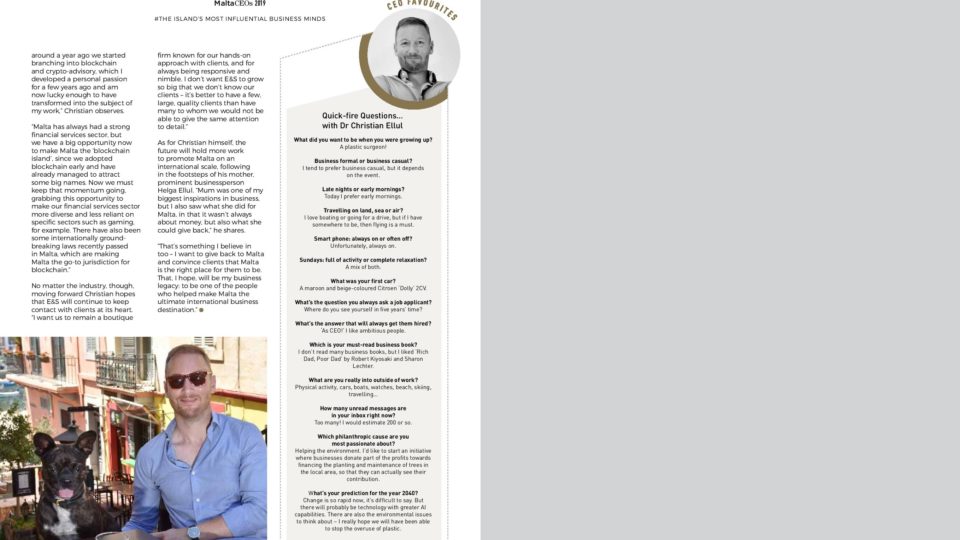 MaltaCEOs 2019
#THE ISLAND'S MOST INFLUENTIAL BUSINESS MINDS
around a year ago we started
branching into blockchain
and crypto-advisory, which I
developed a personal passion
for a few years ago and am
now lucky enough to have
transformed into the subject of
my work," Christian observes.
"Malta has always had a strong
financial services sector, but
we have a big opportunity now
to make Malta the 'blockchain
island', since we adopted
blockchain early and have
already managed to attract
some big names. Now we must
keep that momentum going,
grabbing this opportunity to
make our financial services sector
more diverse and less reliant on
specific sectors such as gaming,
for example. There have also been
some internationally ground-
breaking laws recently passed
in Malta, which are making
Malta the go-to jurisdiction for
blockchain."
No matter the industry, though,
moving forward Christian hopes
that E&S will continue to keep
contact with clients at its heart.
"I want us to remain a boutique
firm known for our hands-on
approach with clients, and for
always being responsive and
nimble. I don't want E&S to grow
so big that we don't know our
clients – it's better to have a few,
large, quality clients than have
many to whom we would not be
able to give the same attention
to detail."
As for Christian himself, the
future will hold more work
to promote Malta on an
international scale, following
in the footsteps of his mother,
prominent businessperson
Helga Ellul. "Mum was one of my
biggest inspirations in business,
but I also saw what she did for
Malta, in that it wasn't always
about money, but also what she
could give back," he shares.
"That's something I believe in
too – I want to give back to Malta
and convince clients that Malta
is the right place for them to be.
That, I hope, will be my business
legacy: to be one of the people
who helped make Malta the
ultimate international business
destination."
CEO FAVOURITES
Quick-fire Questions...
with Dr Christian Ellul
What did you want to be when you were growing up?
A plastic surgeon!
Business formal or business casual?
I tend to prefer business casual, but it depends
on the event.
Late nights or early mornings?
Today I prefer early mornings.
Travelling on land, sea or air?
I love boating or going for a drive, but if I have
somewhere to be, then flying is a must.
Smart phone: always on or often off?
Unfortunately, always on.
Sundays: full of activity or complete relaxation?
A mix of both.
What was your first car?
A maroon and beige-coloured Citroen 'Dolly' 2CV.
What's the question you always ask a job applicant?
Where do you see yourself in five years' time?
What's the answer that will always get them hired?
'As CEO!' I like ambitious people.
Which is your must-read business book?
I don't read many business books, but I liked 'Rich
Dad, Poor Dad' by Robert Kiyosaki and Sharon
Lechter.
What are you really into outside of work?
Physical activity, cars, boats, watches, beach, skiing,
travelling...
How many unread messages are
in your inbox right now?
Too many! I would estimate 200 or so.
Which philanthropic cause are you
most passionate about?
Helping the environment. I'd like to start an initiative
where businesses donate part of the profits towards
financing the planting and maintenance of trees in
the local area, so that they can actually see their
contribution.
What's your prediction for the year 2040?
Change is so rapid now, it's difficult to say. But
there will probably be technology with greater AI
capabilities. There are also the environmental issues
to think about – I really hope we will have been able
to stop the overuse of plastic.